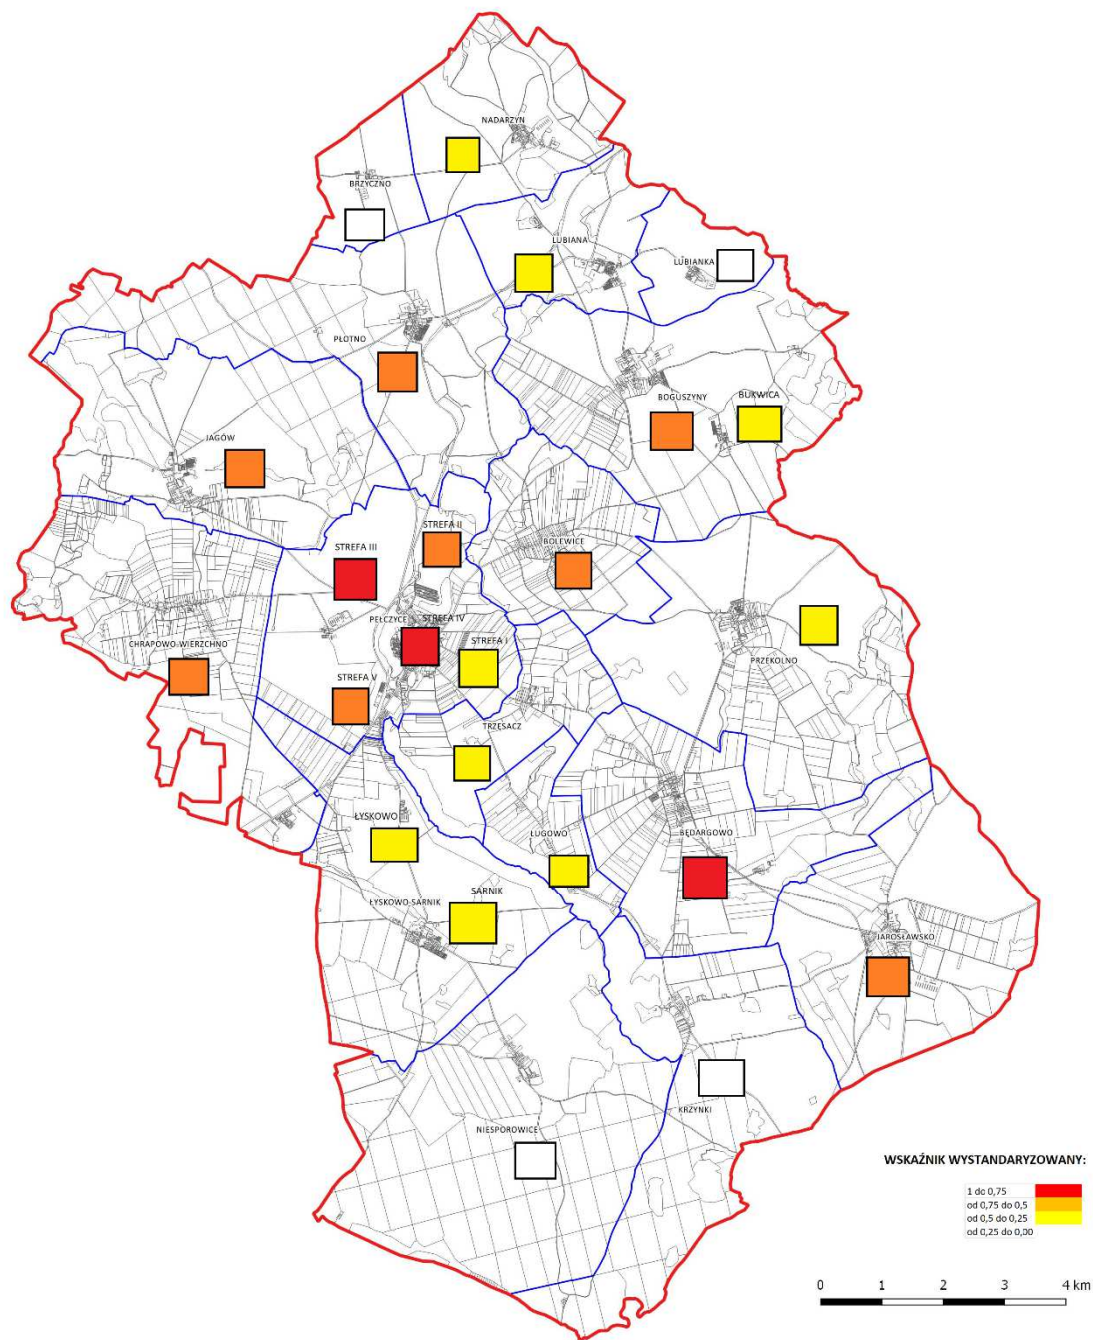 NADARZYN
BRZYCZNO
LUBIANA
LUBIANKA
PŁOTNO
BOGUSZYNY
BUKWICA
JAGÓW
STREFA II
STREFA III
BOLEWICE
PEŁCZYCE
STREFA IV
STREFA I
CHRAPOWO-WIERZCHNO
PRZEKOLNO
STREFA V
TRZĘSACZ
ŁYSKOWO
ŁUGOWO
BĘDARGOWO
SARNIK
ŁYSKOWO-SARNIK
JAROSŁAWSKO
KRZYNKI
NIESPOROWICE
WSKAŹNIK WYSTANDARYZOWANY:
1 do 0,75
od 0,75 do 0,5
od 0,5 do 0,25
od 0,25 do 0,00
0 1 2 3 4 km